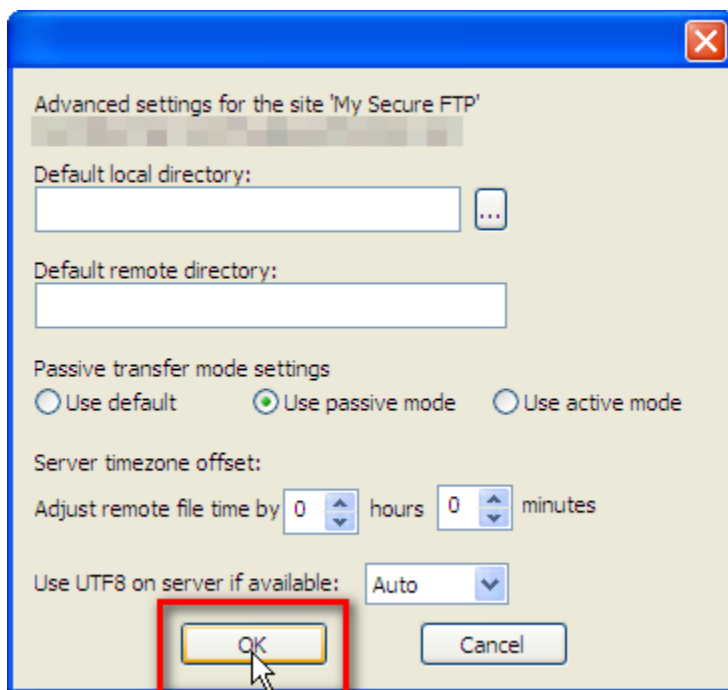 Advanced settings for the site 'My Secure FTP'
Default local directory:
...
Default remote directory:
Passive transfer mode settings
Use default Use passive mode Use active mode
Server timezone offset:
Adjust remote file time by 0 hours 0 minutes
Use UTF8 on server if available: Auto
OK Cancel